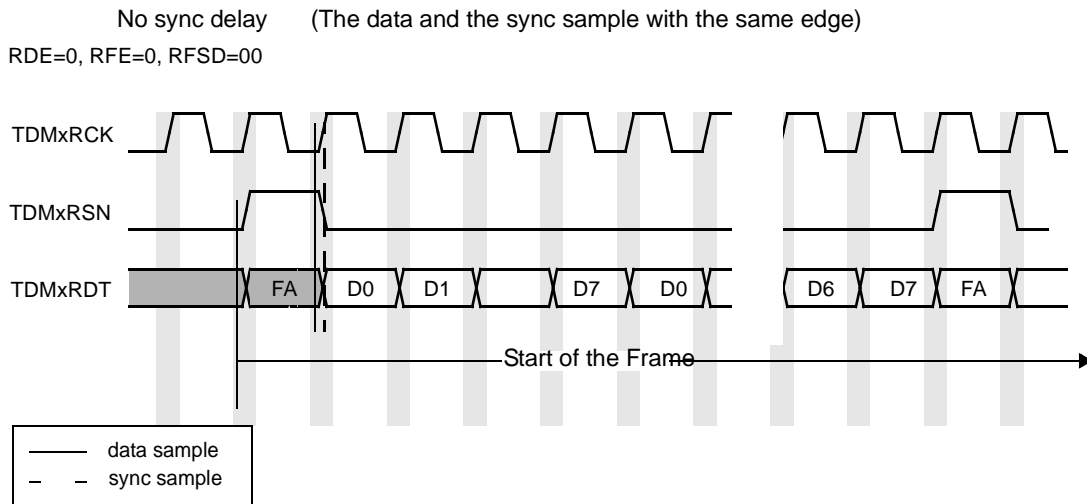 No sync delay (The data and the sync sample with the same edge)
RDE=0, RFE=0, RFSD=00
TDMxRCK
TDMxRSN
TDMxRDT FA D0 D1 D7 D0 D6 D7 FA
Start of the Frame
data sample
sync sample